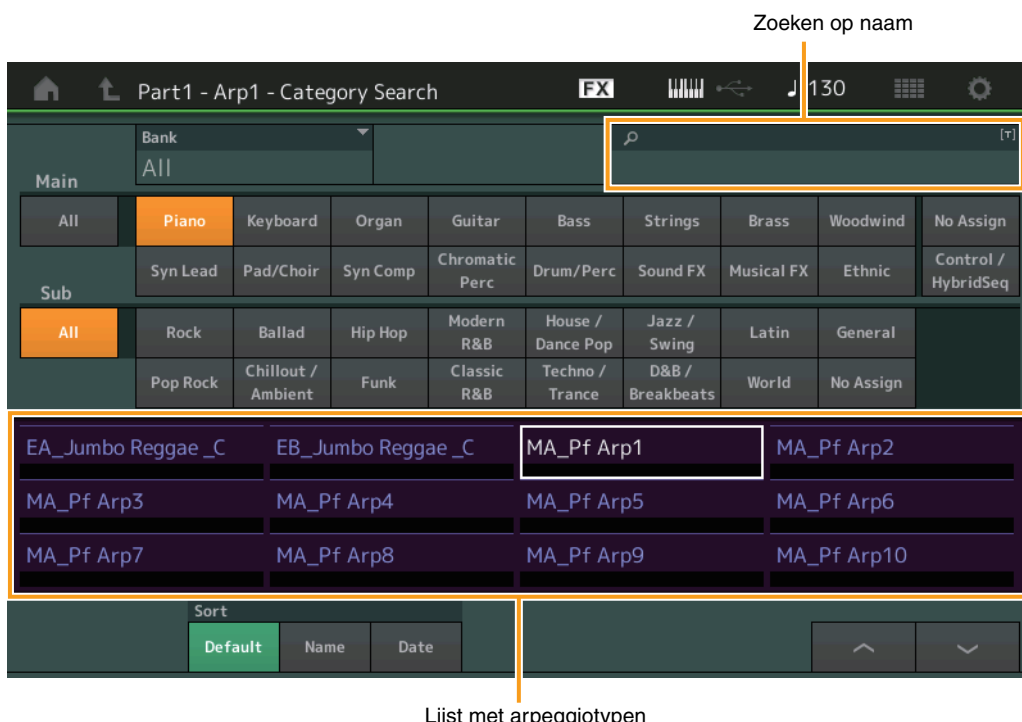 Zoeken op naam
Part1 - Arp1 - Category Search FX 130
Bank
[T]
All
Main
All Piano Keyboard Organ Guitar Bass Strings Brass Woodwind No Assign
Syn Lead Pad/Choir Syn Comp Chromatic Perc Drum/Perc Sound FX Musical FX Ethnic Control / HybridSeq
Sub
All Rock Ballad Hip Hop Modern R&B House / Dance Pop Jazz / Swing Latin General
Pop Rock Chillout / Ambient Funk Classic R&B Techno / Trance D&B / Breakbeats World No Assign
EA_Jumbo Reggae _C EB_Jumbo Reggae _C MA_Pf Arp1 MA_Pf Arp2
MA_Pf Arp3 MA_Pf Arp4 MA_Pf Arp5 MA_Pf Arp6
MA_Pf Arp7 MA_Pf Arp8 MA_Pf Arp9 MA_Pf Arp10
Sort
Default Name Date
Lijst met arpeggiotypen